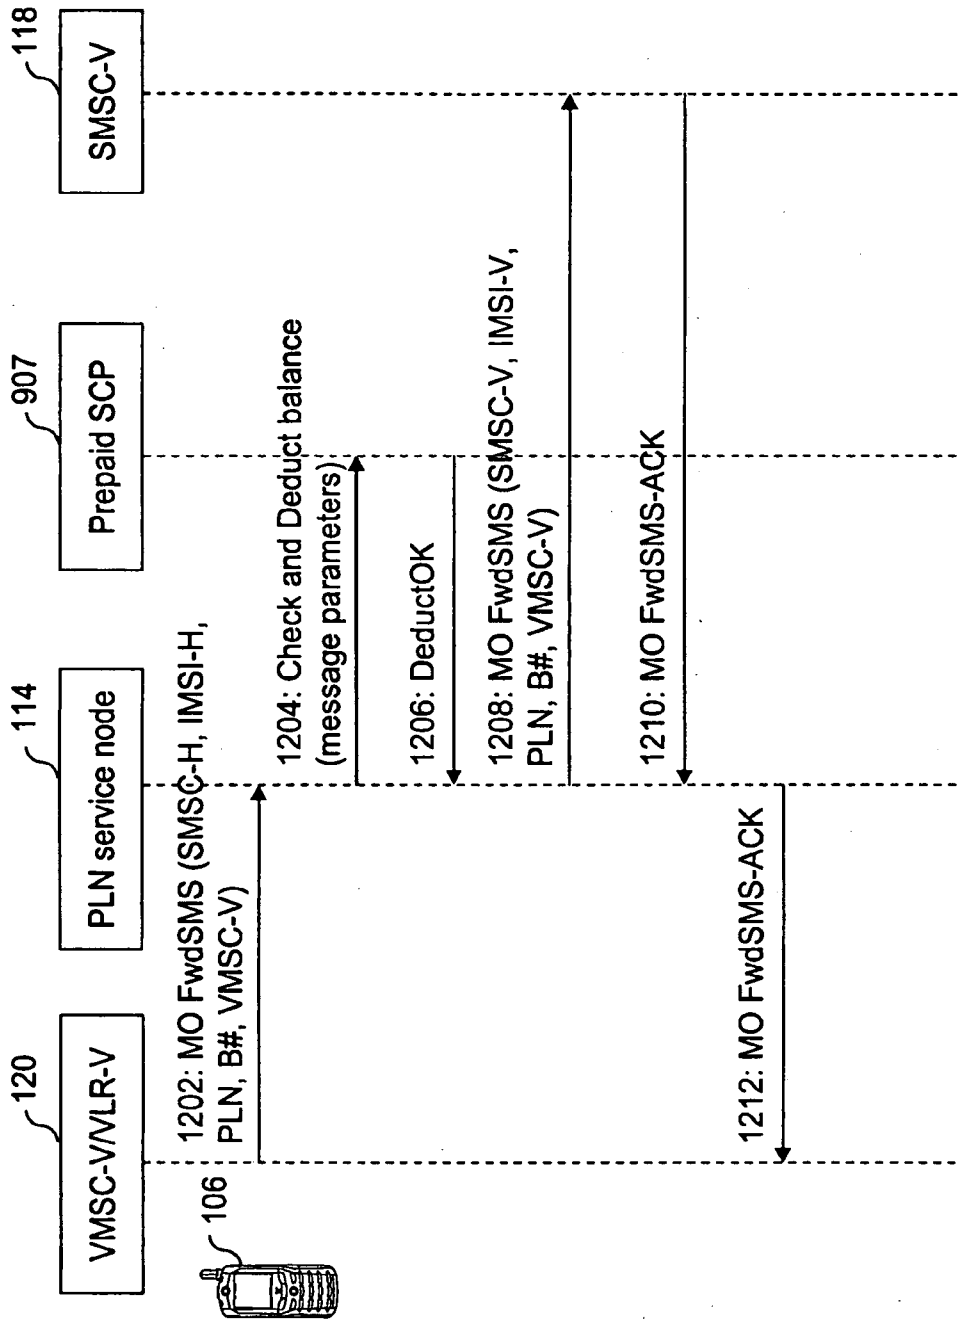 120
VMSC-V/VLR-V
114
PLN service node
907
Prepaid SCP
118
SMSC-V
106
1202: MO FwdSMS (SMSC-H, IMSI-H,
PLN, B#, VMSC-V)
1204: Check and Deduct balance
(message parameters)
1206: DeductOK
1208: MO FwdSMS (SMSC-V, IMSI-V,
PLN, B#, VMSC-V)
1210: MO FwdSMS-ACK
1212: MO FwdSMS-ACK